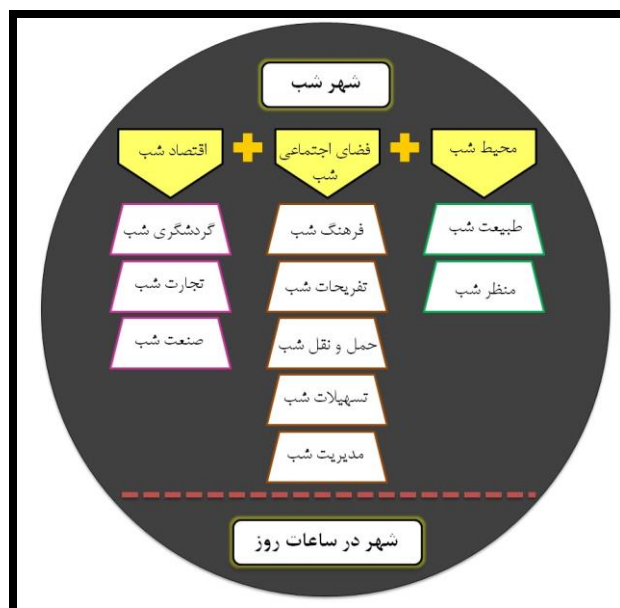 شهر شب
محیط شب
فضای اجتماعی
شب
اقتصاد شب
طبیعت شب
منظر شب
فرهنگ شب
تفریحات شب
حمل و نقل شب
تسهیلات شب
مدیریت شب
گردشگری شب
تجارت شب
صنعت شب
شهر در ساعات روز